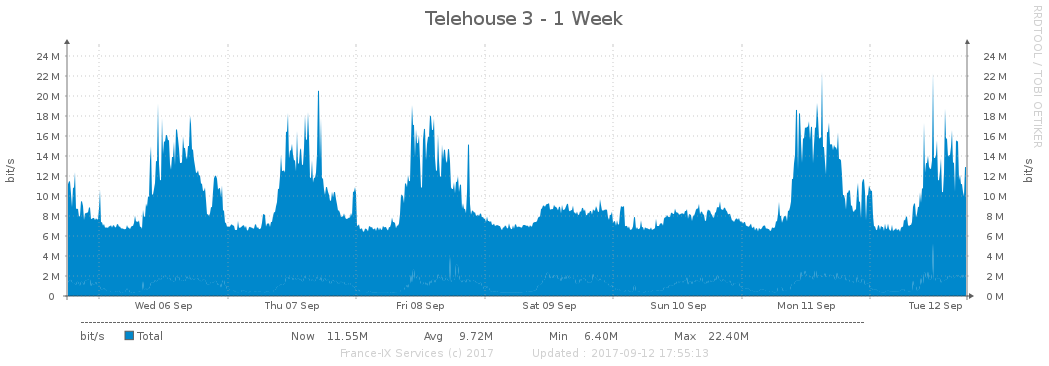 Telehouse 3 - 1 Week
RRDTOOL / TOBI OETIKER
bit/s
24 M 24 M
22 M 22 M
20 M 20 M
18 M 18 M
16 M 16 M
14 M 14 M
12 M 12 M
10 M 10 M
8 M 8 M
6 M 6 M
4 M 4 M
2 M 2 M
0 0 M
bit/s
Wed 06 Sep Thu 07 Sep Fri 08 Sep Sat 09 Sep Sun 10 Sep Mon 11 Sep Tue 12 Sep
bit/s Total Now 11.55M Avg 9.72M Min 6.40M Max 22.40M
France-IX Services (c) 2017 Updated : 2017-09-12 17:55:13